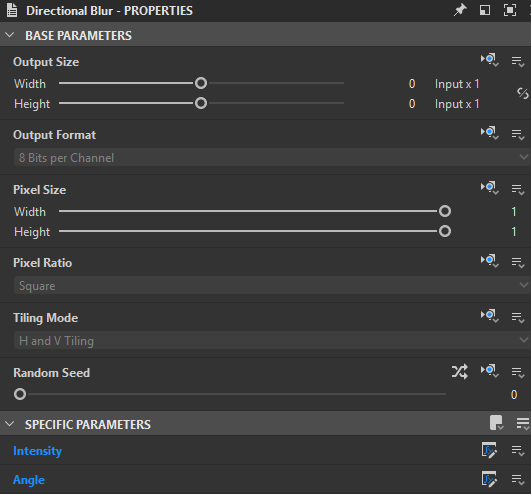 Directional Blur - PROPERTIES
BASE PARAMETERS
Output Size
Width 0 Input x 1
Height 0 Input x 1
Output Format
8 Bits per Channel
Pixel Size
Width 1
Height 1
Pixel Ratio
Square
Tiling Mode
H and V Tiling
Random Seed
0
SPECIFIC PARAMETERS
Intensity
Angle